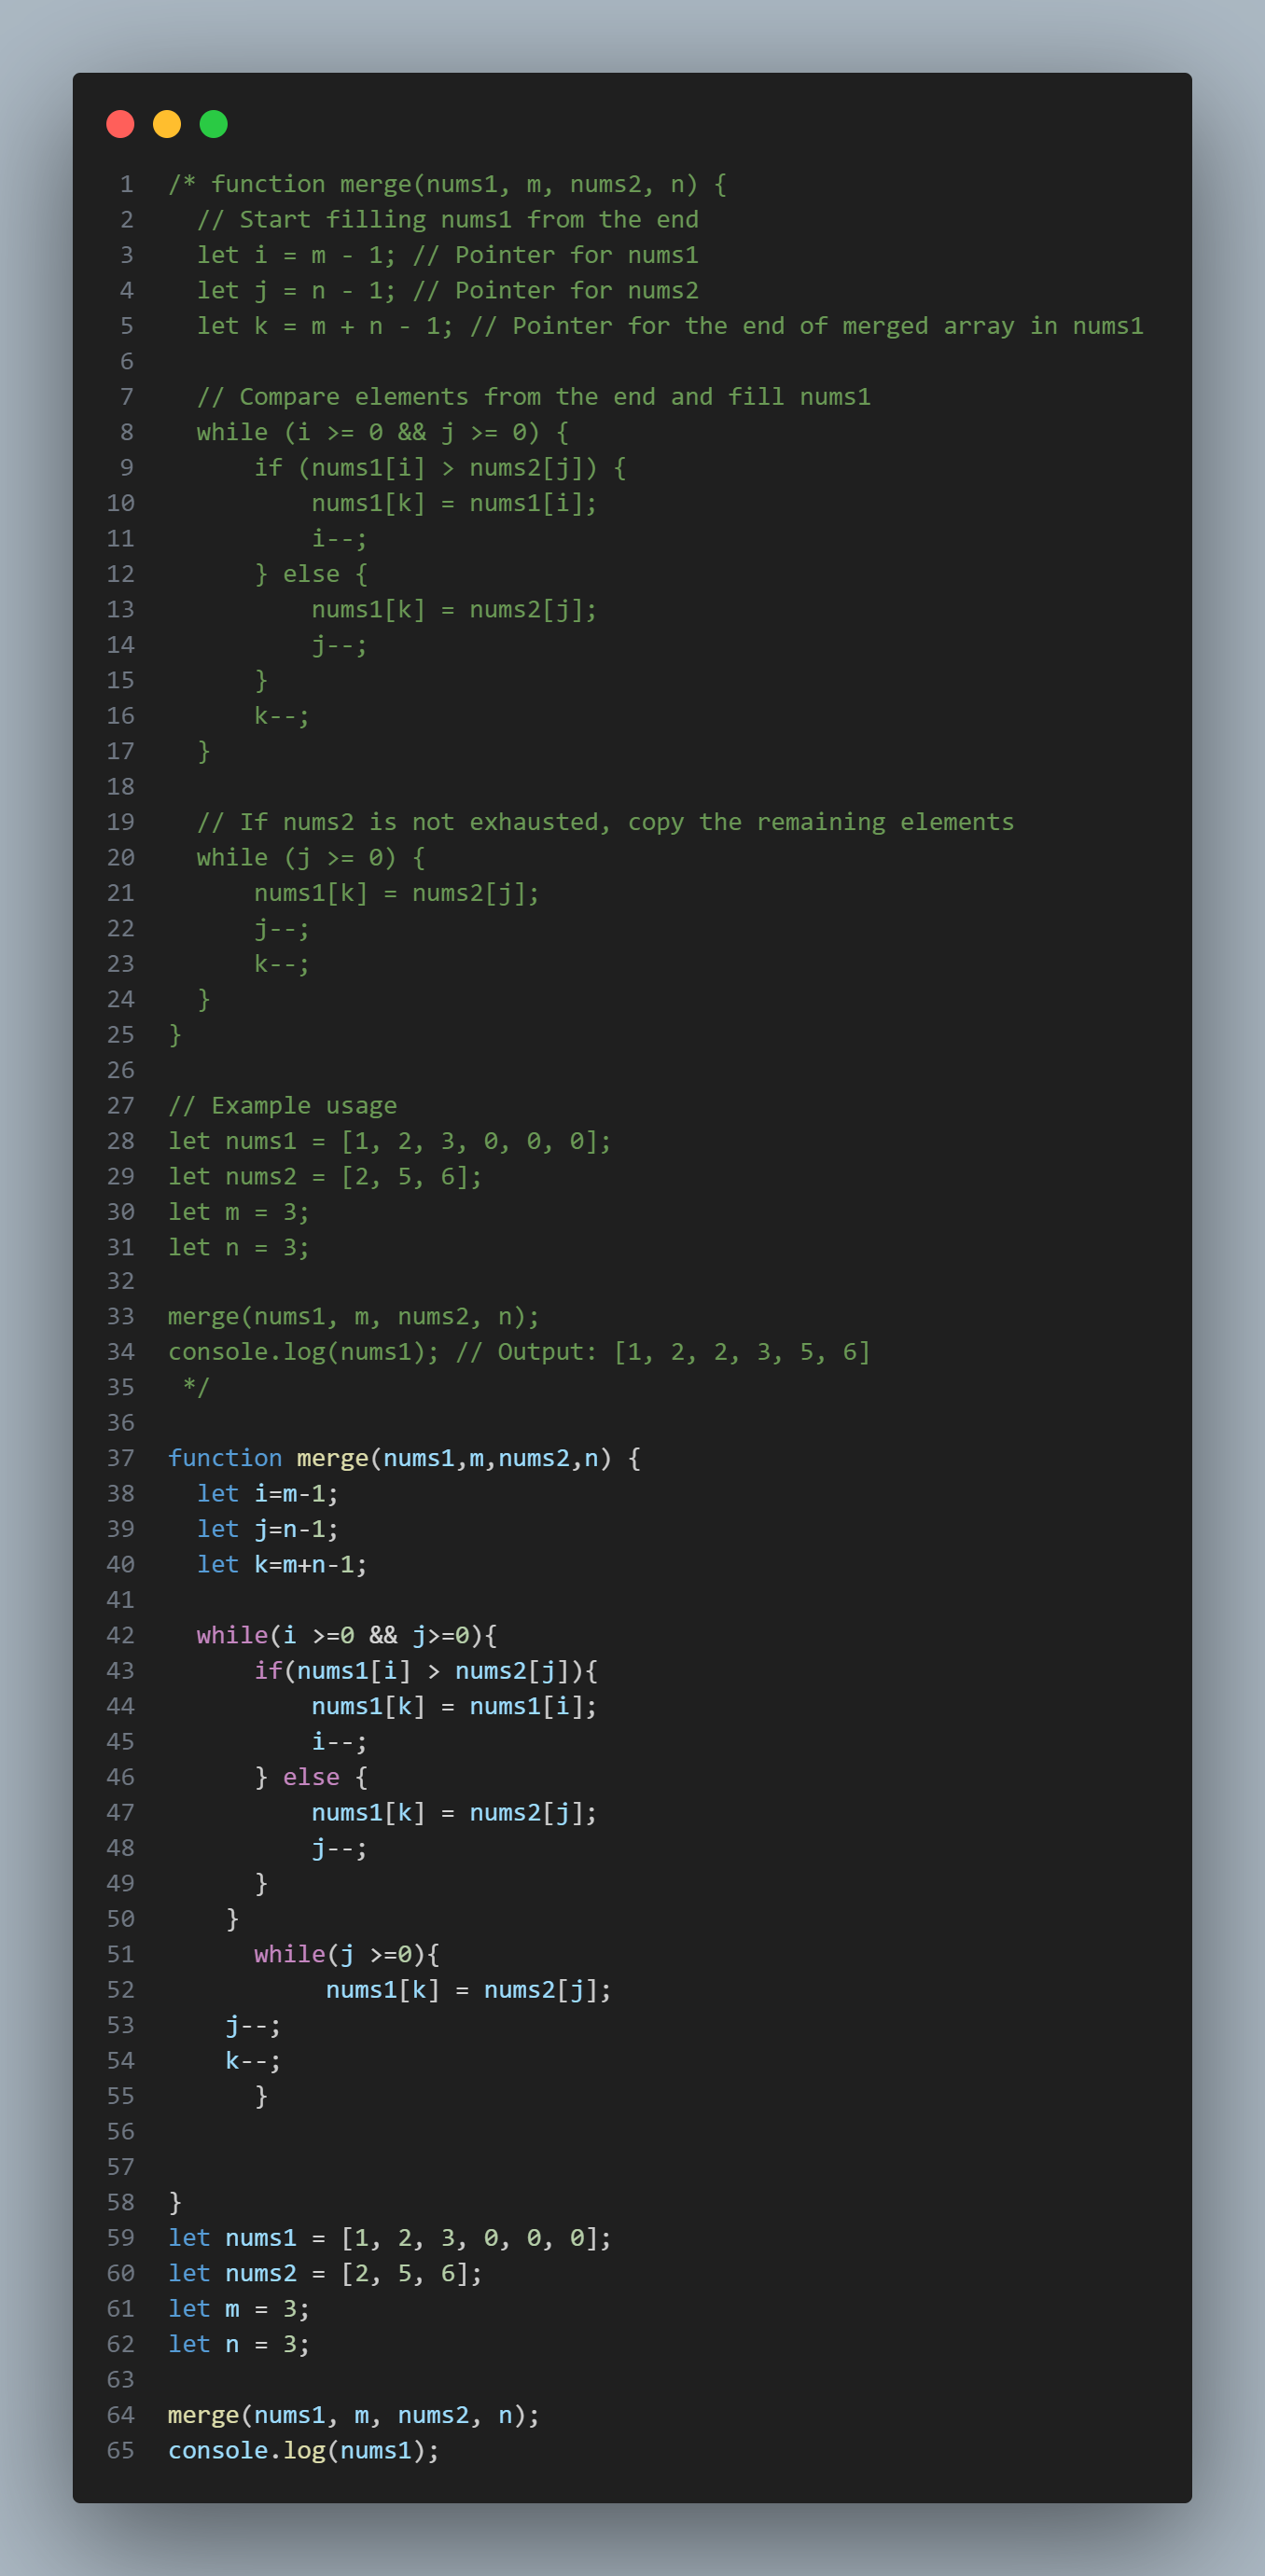 1 /* function merge(nums1, m, nums2, n) {
2   // Start filling nums1 from the end
3   let i = m - 1; // Pointer for nums1
4   let j = n - 1; // Pointer for nums2
5   let k = m + n - 1; // Pointer for the end of merged array in nums1
6
7   // Compare elements from the end and fill nums1
8   while (i >= 0 && j >= 0) {
9       if (nums1[i] > nums2[j]) {
10           nums1[k] = nums1[i];
11           i--;
12       } else {
13           nums1[k] = nums2[j];
14           j--;
15       }
16       k--;
17   }
18
19   // If nums2 is not exhausted, copy the remaining elements
20   while (j >= 0) {
21       nums1[k] = nums2[j];
22       j--;
23       k--;
24   }
25 }
26
27 // Example usage
28 let nums1 = [1, 2, 3, 0, 0, 0];
29 let nums2 = [2, 5, 6];
30 let m = 3;
31 let n = 3;
32
33 merge(nums1, m, nums2, n);
34 console.log(nums1); // Output: [1, 2, 2, 3, 5, 6]
35  */
36
37 function merge(nums1,m,nums2,n) {
38   let i=m-1;
39   let j=n-1;
40   let k=m+n-1;
41
42   while(i >=0 && j>=0){
43       if(nums1[i] > nums2[j]){
44           nums1[k] = nums1[i];
45           i--;
46       } else {
47           nums1[k] = nums2[j];
48           j--;
49       }
50     }
51       while(j >=0){
52            nums1[k] = nums2[j];
53     j--;
54     k--;
55       }
56
57
58 }
59 let nums1 = [1, 2, 3, 0, 0, 0];
60 let nums2 = [2, 5, 6];
61 let m = 3;
62 let n = 3;
63
64 merge(nums1, m, nums2, n);
65 console.log(nums1);